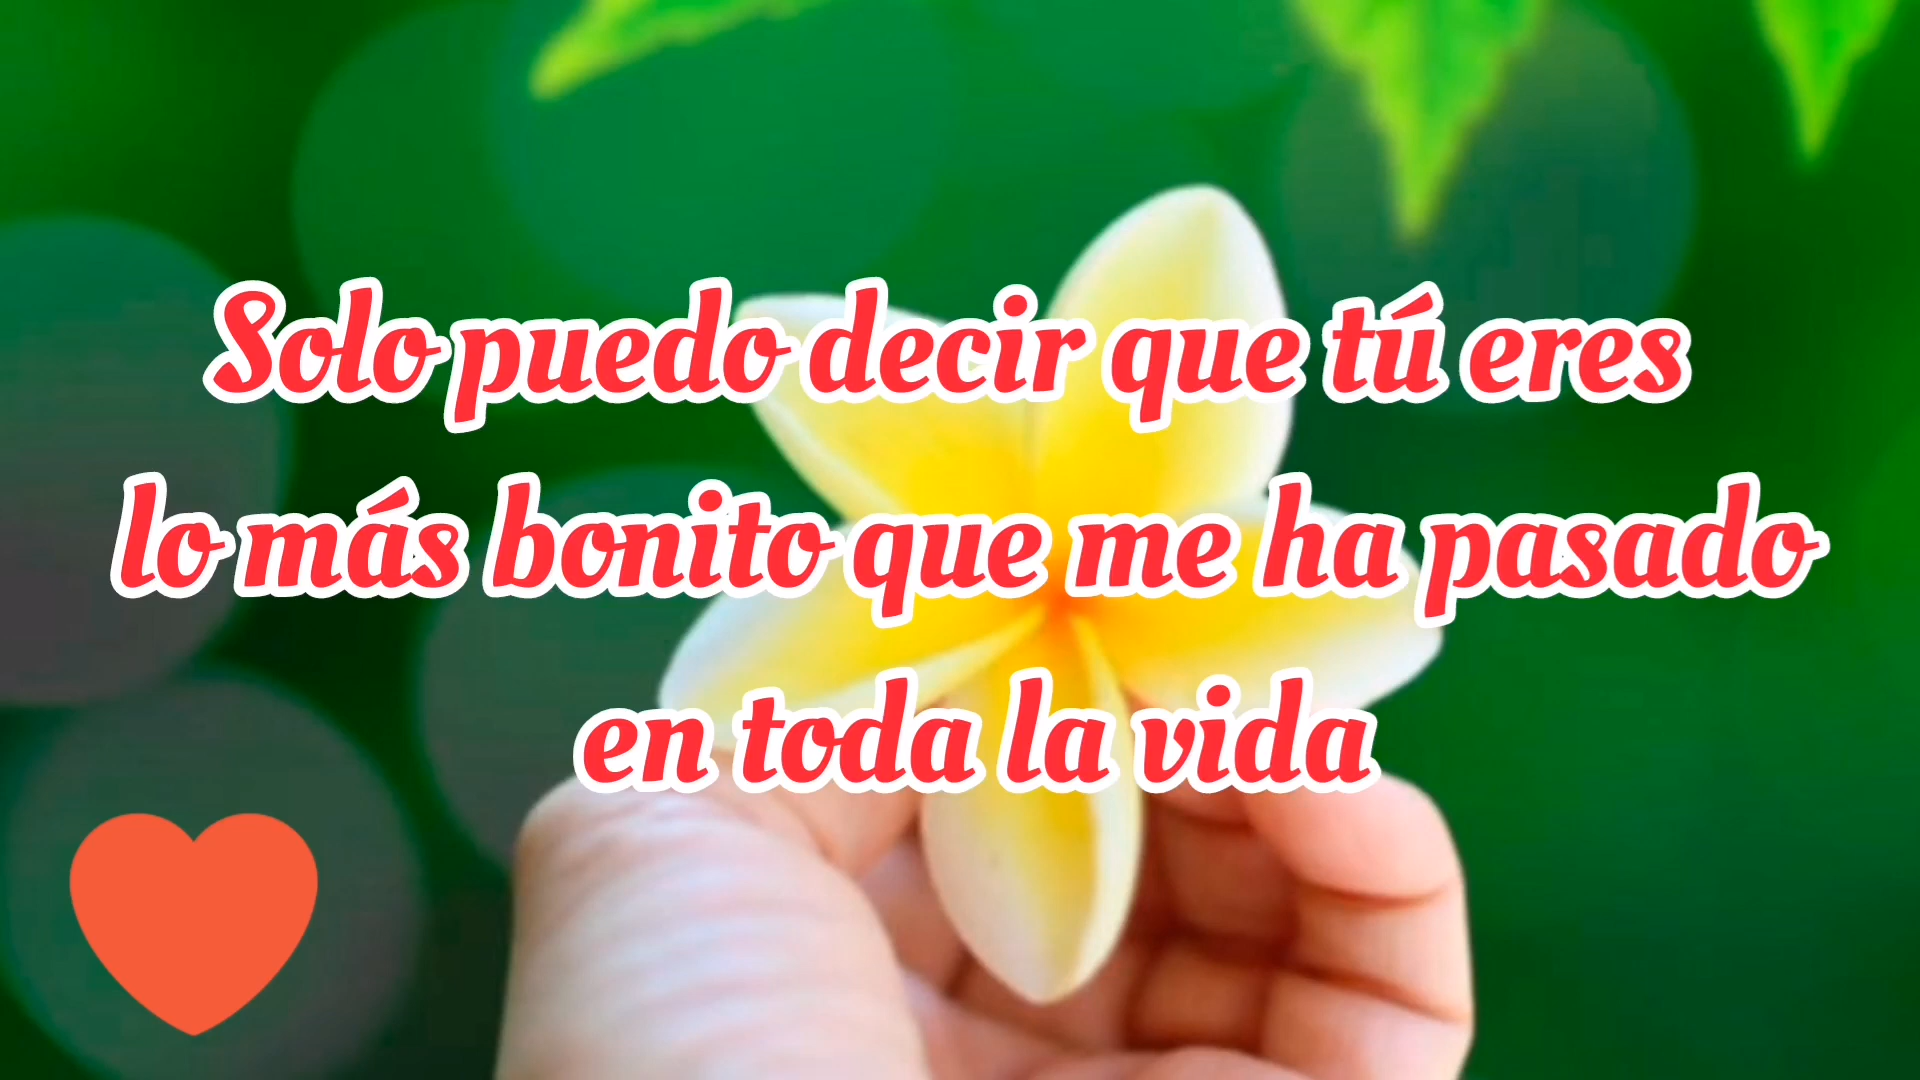 Solo puedo decir que tú eres
lo más bonito que me ha pasado
en toda la vida